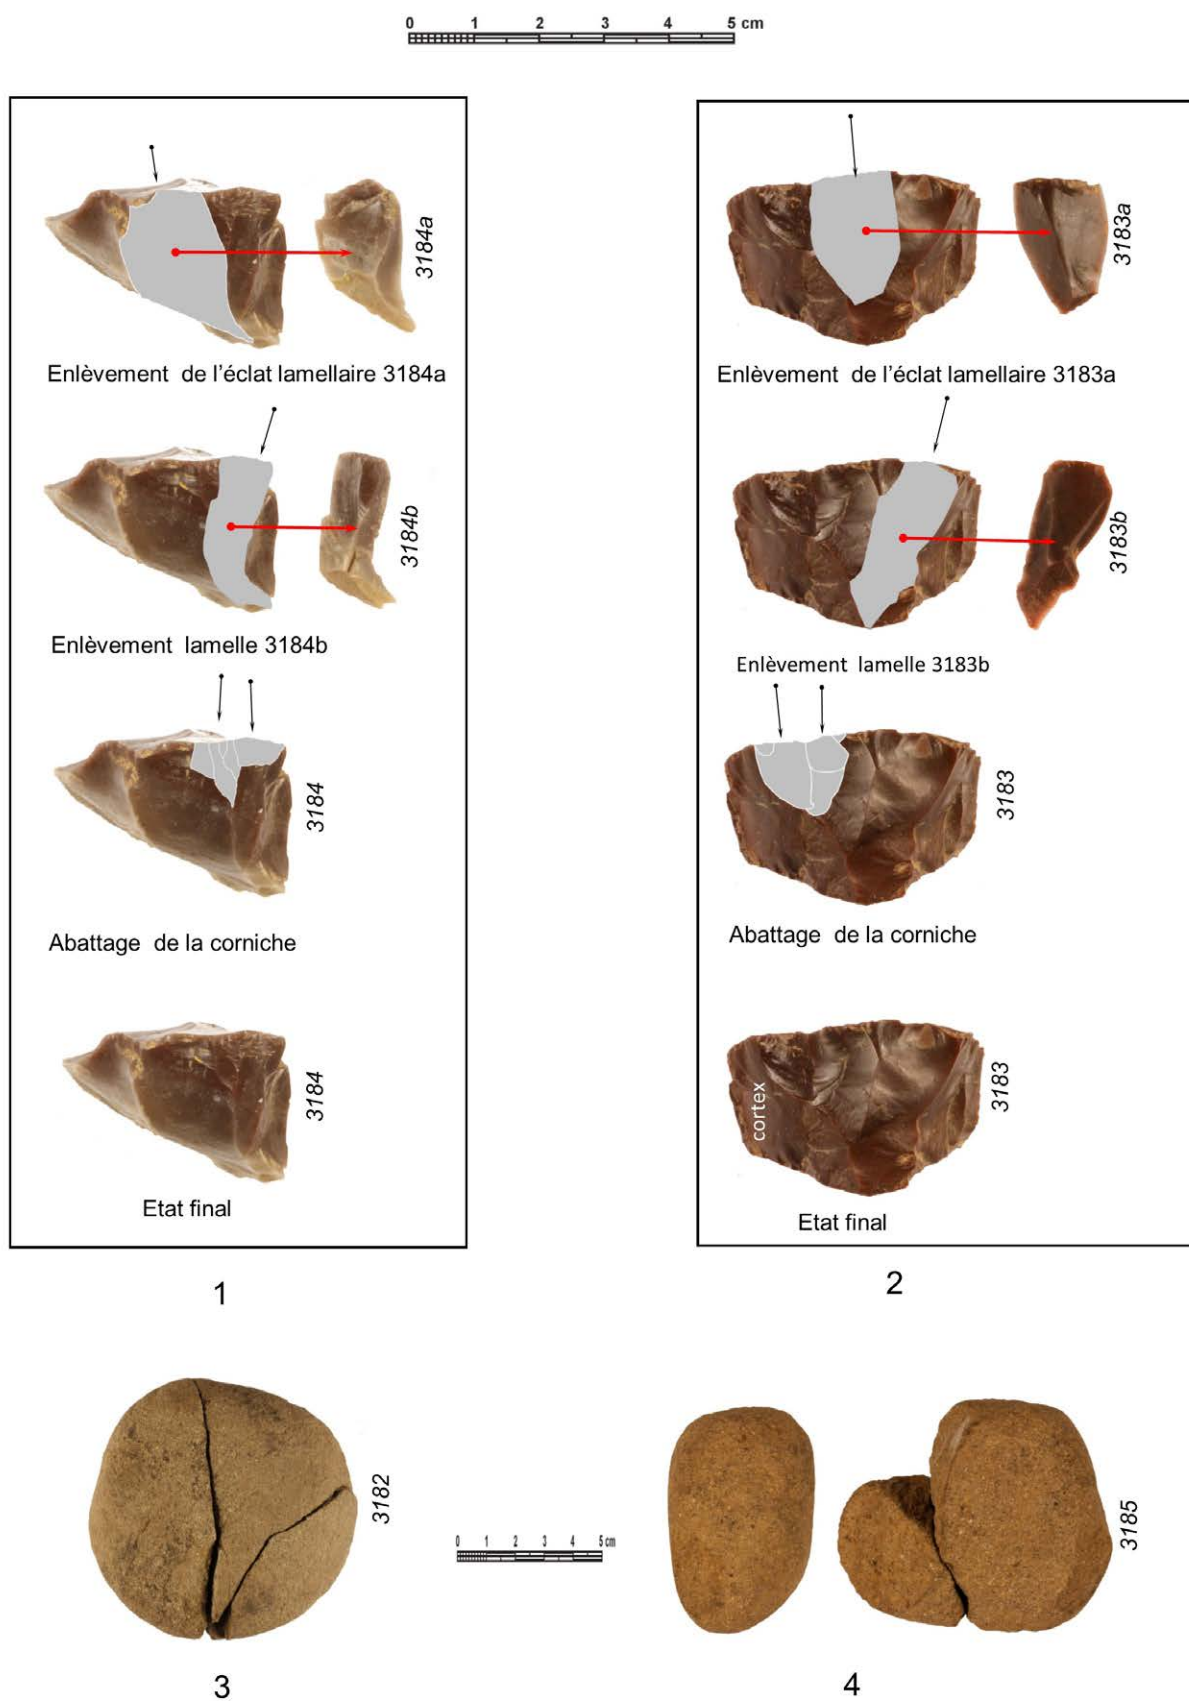 0 1 2 3 4 5 cm
3184a
Enlèvement de l'éclat lamellaire 3184a
3184b
Enlèvement lamelle 3184b
3184
Abattage de la corniche
3184
Etat final
1
3183a
Enlèvement de l'éclat lamellaire 3183a
3183b
Enlèvement lamelle 3183b
3183
Abattage de la corniche
cortex
3183
Etat final
2
3182
3
0 1 2 3 4 5 cm
3185
4